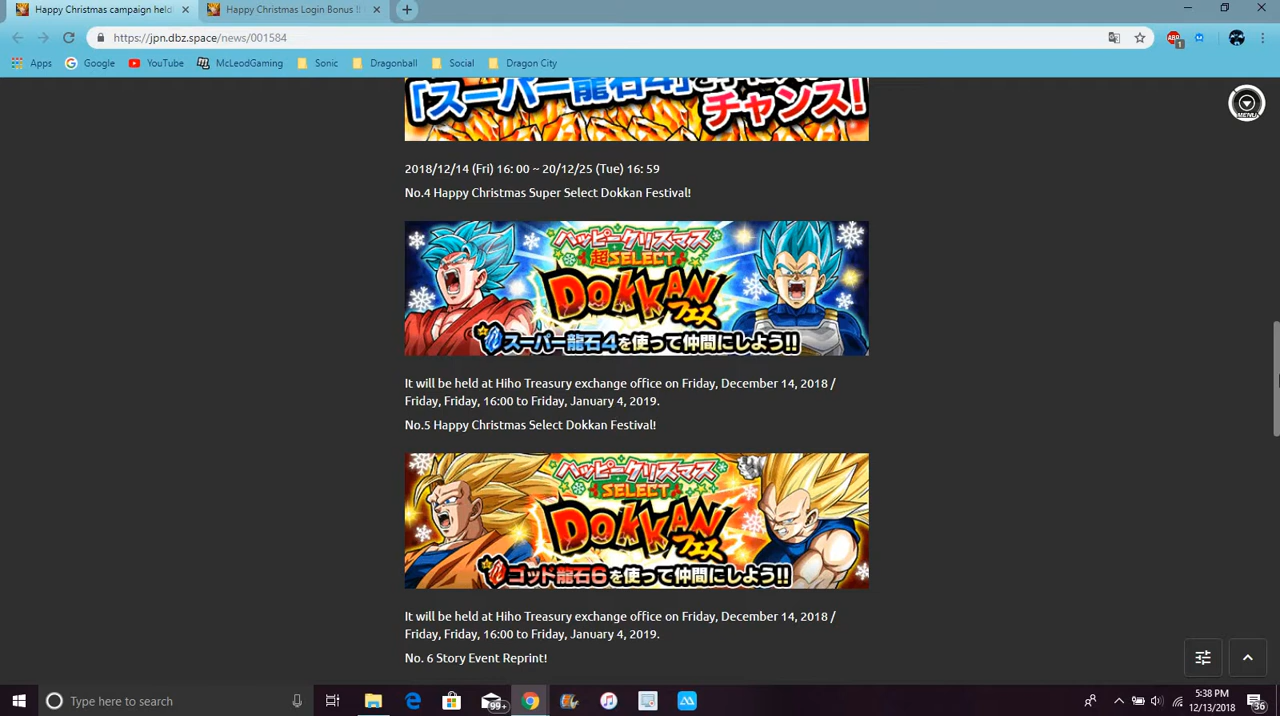 Happy Christmas campaign held
Happy Christmas Login Bonus !!
https://jpn.dbz.space/news/001584
ABP
1
Apps
Google
YouTube
McLeodGaming
Sonic
Dragonball
Social
Dragon City
MENU
「スーパー龍石4」
チャンス!
2018/12/14 (Fri) 16: 00 ~ 20/12/25 (Tue) 16: 59
No.4 Happy Christmas Super Select Dokkan Festival!
ハッピークリスマス
超SELECT
DOKKAN
フェス
スーパー龍石4を使って仲間にしよう!!
It will be held at Hiho Treasury exchange office on Friday, December 14, 2018 /
Friday, Friday, 16:00 to Friday, January 4, 2019.
No.5 Happy Christmas Select Dokkan Festival!
ハッピークリスマス
SELECT
DOKKAN
フェス
ゴッド龍石6を使って仲間にしよう!!
It will be held at Hiho Treasury exchange office on Friday, December 14, 2018 /
Friday, Friday, 16:00 to Friday, January 4, 2019.
No. 6 Story Event Reprint!
Type here to search
99+
5:38 PM
12/13/2018
36